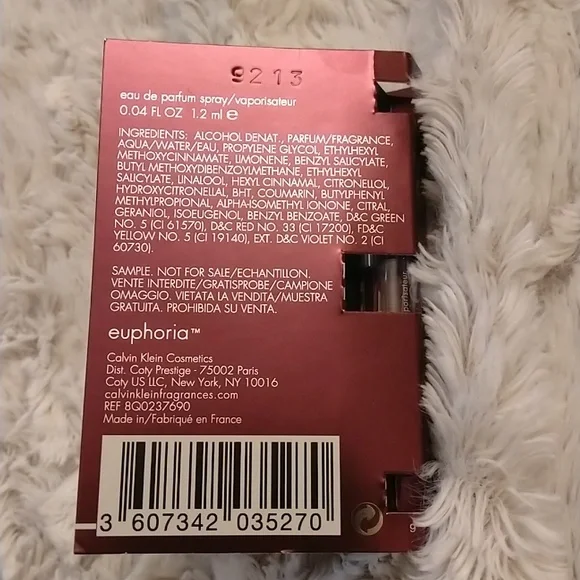 9213
eau de parfum spray/vaporisateur
0.04 FL OZ 1.2 ml ℮
INGREDIENTS: ALCOHOL DENAT., PARFUM/FRAGRANCE,
AQUA/WATER/EAU, PROPYLENE GLYCOL, ETHYLHEXYL
METHOXYCINNAMATE, LIMONENE, BENZYL SALICYLATE,
BUTYL METHOXYDIBENZOYLMETHANE, ETHYLHEXYL
SALICYLATE, LINALOOL, HEXYL CINNAMAL, CITRONELLOL,
HYDROXYCITRONELLAL, BHT, COUMARIN, BUTYLPHENYL
METHYLPROPIONAL, ALPHA-ISOMETHYL IONONE, CITRAL,
GERANIOL, ISOEUGENOL, BENZYL BENZOATE, D&C GREEN
NO. 5 (CI 61570), D&C RED NO. 33 (CI 17200), FD&C
YELLOW NO. 5 (CI 19140), EXT. D&C VIOLET NO. 2 (CI
60730).
SAMPLE. NOT FOR SALE/ECHANTILLON.
VENTE INTERDITE/GRATISPROBE/CAMPIONE
OMAGGIO. VIETATA LA VENDITA/MUESTRA
GRATUITA. PROHIBIDA SU VENTA.
euphoria™
Calvin Klein Cosmetics
Dist. Coty Prestige - 75002 Paris
Coty US LLC, New York, NY 10016
calvinkleinfragrances.com
REF 8Q0237690
Made in/Fabriqué en France
3 607342 035270